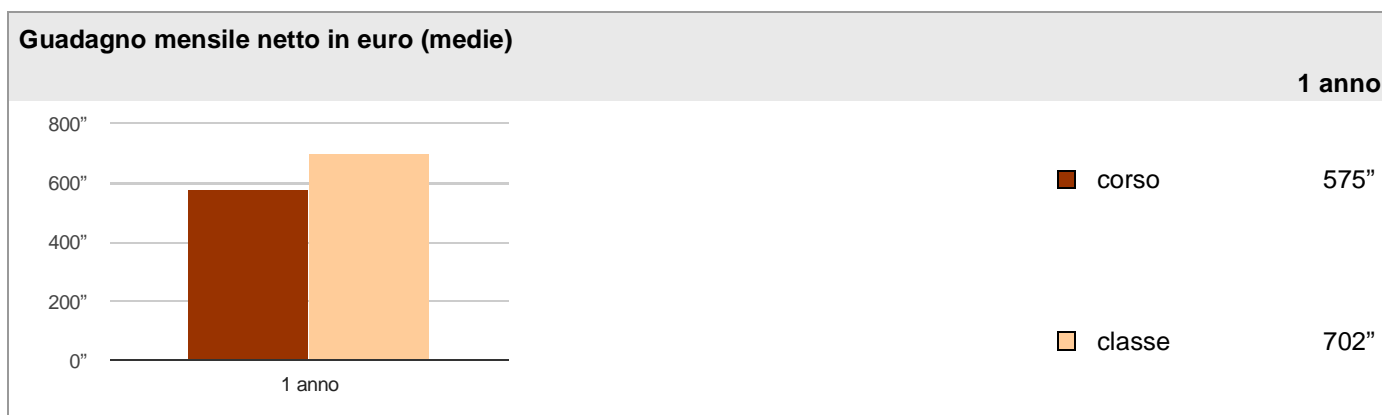 Guadagno mensile netto in euro (medie)
1 anno
800”
600”
400”
200”
0”
1 anno
corso 575”
classe 702”